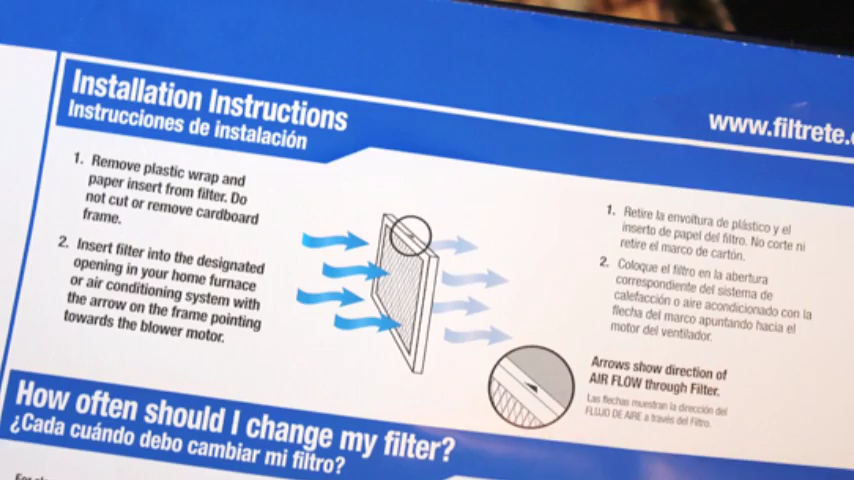 Installation Instructions
Instrucciones de instalación
www.filtrete.
1. Remove plastic wrap and
paper insert from filter. Do
not cut or remove cardboard
frame.
2. Insert filter into the designated
opening in your home furnace
or air conditioning system with
the arrow on the frame pointing
towards the blower motor.
1. Retire la envoltura de plástico y el
inserto de papel del filtro. No corte ni
retire el marco de cartón.
2. Coloque el filtro en la abertura
correspondiente del sistema de
calefacción o aire acondicionado con la
flecha del marco apuntando hacia el
motor del ventilador.
Arrows show direction of
AIR FLOW through Filter.
Las flechas muestran la dirección del
FLUJO DE AIRE a través del Filtro.
How often should I change my filter?
¿Cada cuándo debo cambiar mi filtro?